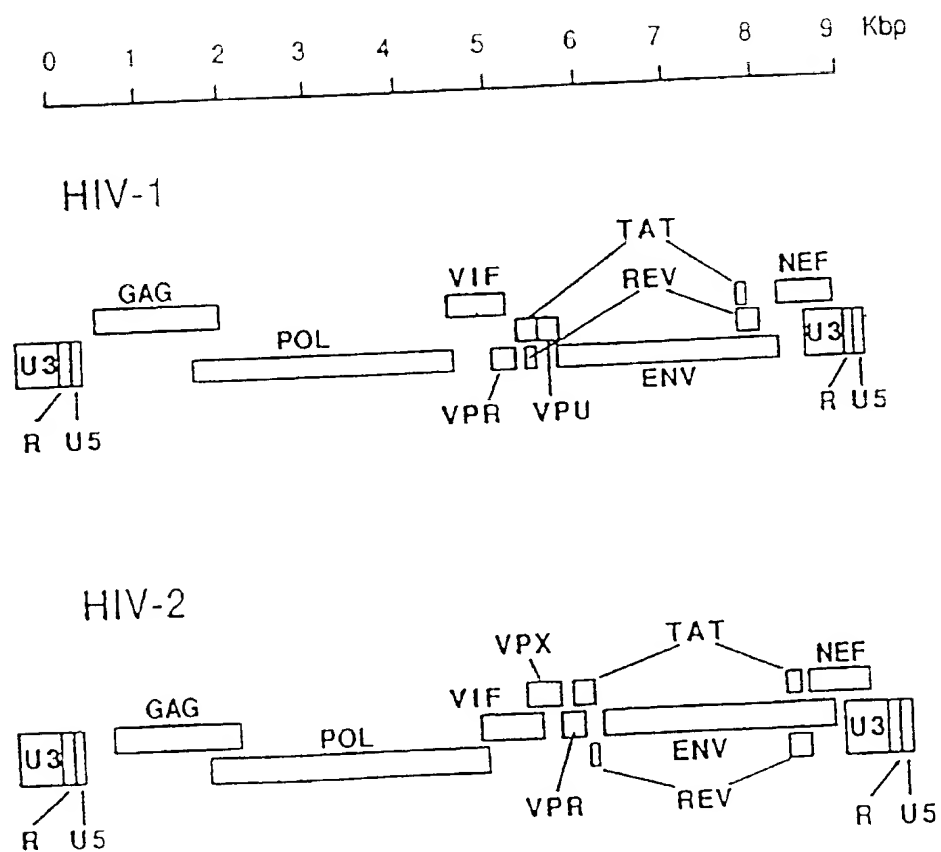 0 1 2 3 4 5 6 7 8 9 Kbp
HIV-1
TAT
VIF REV NEF
GAG
U3 POL U3
VPR VPU ENV
R U5 R U5
HIV-2
VPX TAT NEF
GAG VIF
U3 POL ENV U3
VPR REV
R U5 R U5